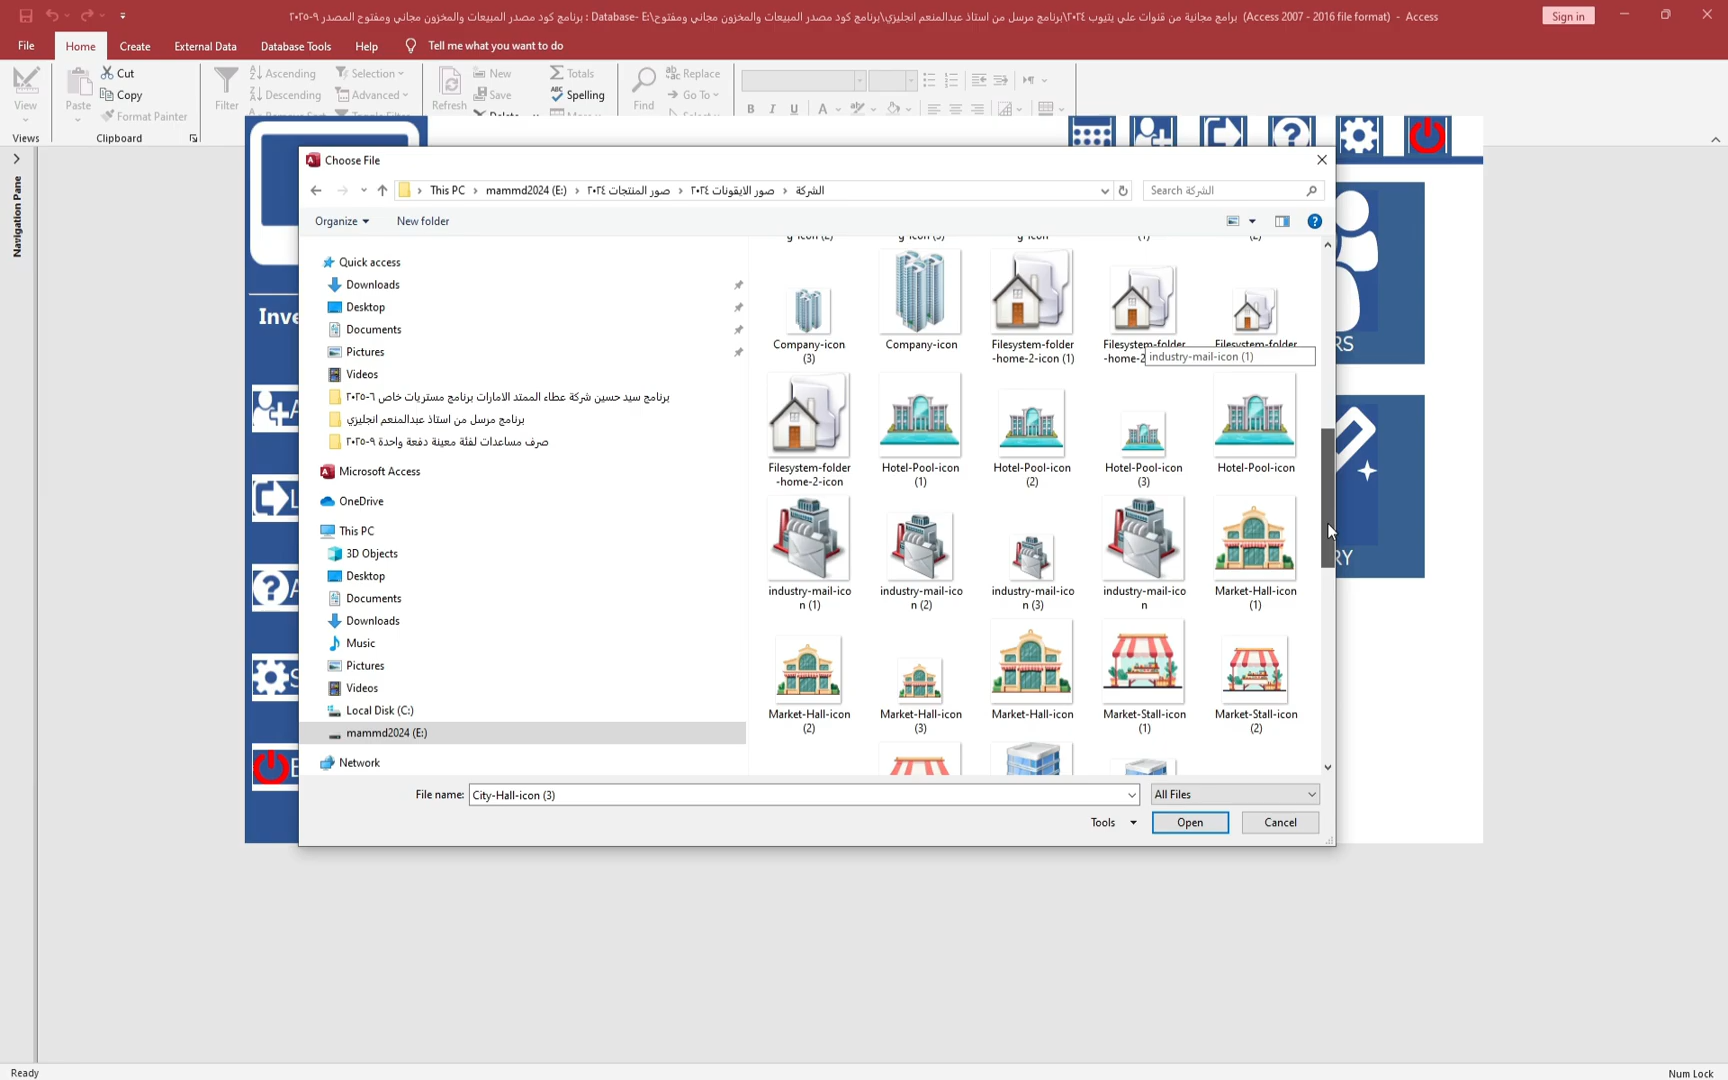 برنامج كود مصدر المبيعات والمخزون مجاني ومفتوح المصدر ٩-٢٠٢٥ : Database- E:\برامج مجانية من قنوات علي يتيوب ٢٠٢٤\برنامج مرسل من استاذ عبدالمنعم انجليزي\برنامج كود مصدر المبيعات والمخزون مجاني ومفتوح (Access 2007 - 2016 file format) - Access
Sign in
File Home Create External Data Database Tools Help Tell me what you want to do
View
Views
Paste
Cut
Copy
Format Painter
Clipboard
Filter
Ascending
Descending
Selection
Advanced
Refresh
New
Save
Totals
Spelling
Find
Replace
Go To
Navigation Pane
Choose File
This PC > mammd2024 (E:) > صور المنتجات ٢٠٢٤ > صور الايقونات ٢٠٢٤ > الشركة
Search الشركة
Organize
New folder
Quick access
Downloads
Desktop
Documents
Pictures
Videos
برنامج سيد حسين شركة عطاء الممتد الامارات برنامج مستريات خاص ٦-٢٠٢٥
برنامج مرسل من استاذ عبدالمنعم انجليزي
صرف مساعدات لفئة معينة دفعة واحدة ٩-٢٠٢٥
Microsoft Access
OneDrive
This PC
3D Objects
Desktop
Documents
Downloads
Music
Pictures
Videos
Local Disk (C:)
mammd2024 (E:)
Network
Company-icon (3)
Company-icon
Filesystem-folder-home-2-icon (1)
industry-mail-icon (1)
Filesystem-folder-home-2-icon
Hotel-Pool-icon (1)
Hotel-Pool-icon (2)
Hotel-Pool-icon (3)
Hotel-Pool-icon
industry-mail-icon (1)
industry-mail-icon (2)
industry-mail-icon (3)
industry-mail-icon
Market-Hall-icon (1)
Market-Hall-icon (2)
Market-Hall-icon (3)
Market-Hall-icon
Market-Stall-icon (1)
Market-Stall-icon (2)
File name: City-Hall-icon (3)
All Files
Tools
Open
Cancel
Inve
RS
RY
Ready
Num Lock